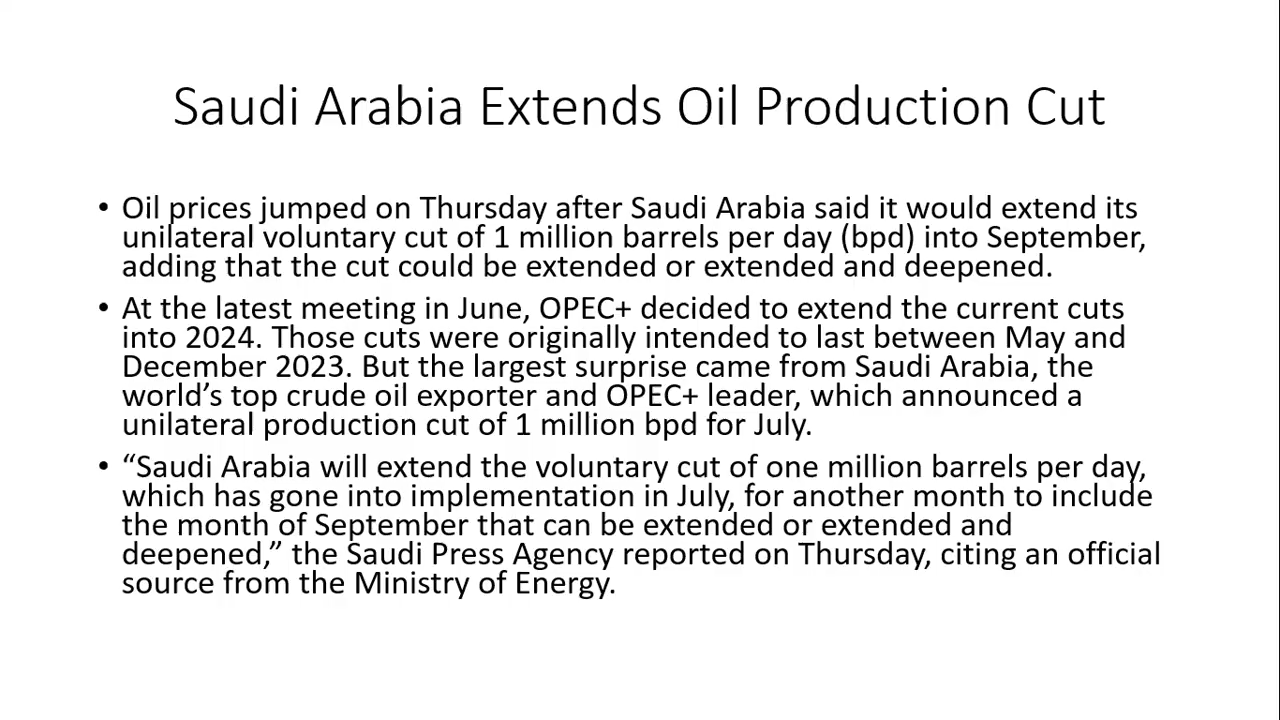 Saudi Arabia Extends Oil Production Cut
• Oil prices jumped on Thursday after Saudi Arabia said it would extend its
unilateral voluntary cut of 1 million barrels per day (bpd) into September,
adding that the cut could be extended or extended and deepened.
• At the latest meeting in June, OPEC+ decided to extend the current cuts
into 2024. Those cuts were originally intended to last between May and
December 2023. But the largest surprise came from Saudi Arabia, the
world’s top crude oil exporter and OPEC+ leader, which announced a
unilateral production cut of 1 million bpd for July.
• “Saudi Arabia will extend the voluntary cut of one million barrels per day,
which has gone into implementation in July, for another month to include
the month of September that can be extended or extended and
deepened,” the Saudi Press Agency reported on Thursday, citing an official
source from the Ministry of Energy.